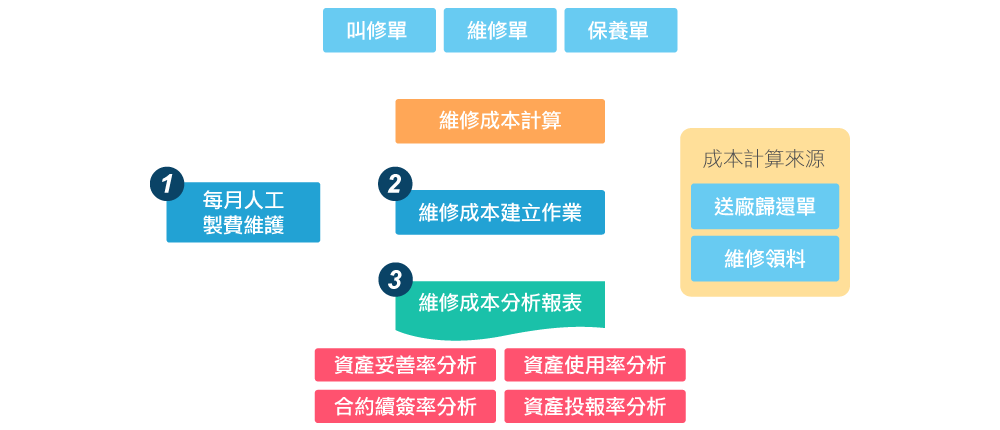 叫修單
維修單
保養單
維修成本計算
成本計算來源
1
每月人工
製費維護
2
維修成本建立作業
送廠歸還單
維修領料
3
維修成本分析報表
資產妥善率分析
資產使用率分析
合約續簽率分析
資產投報率分析